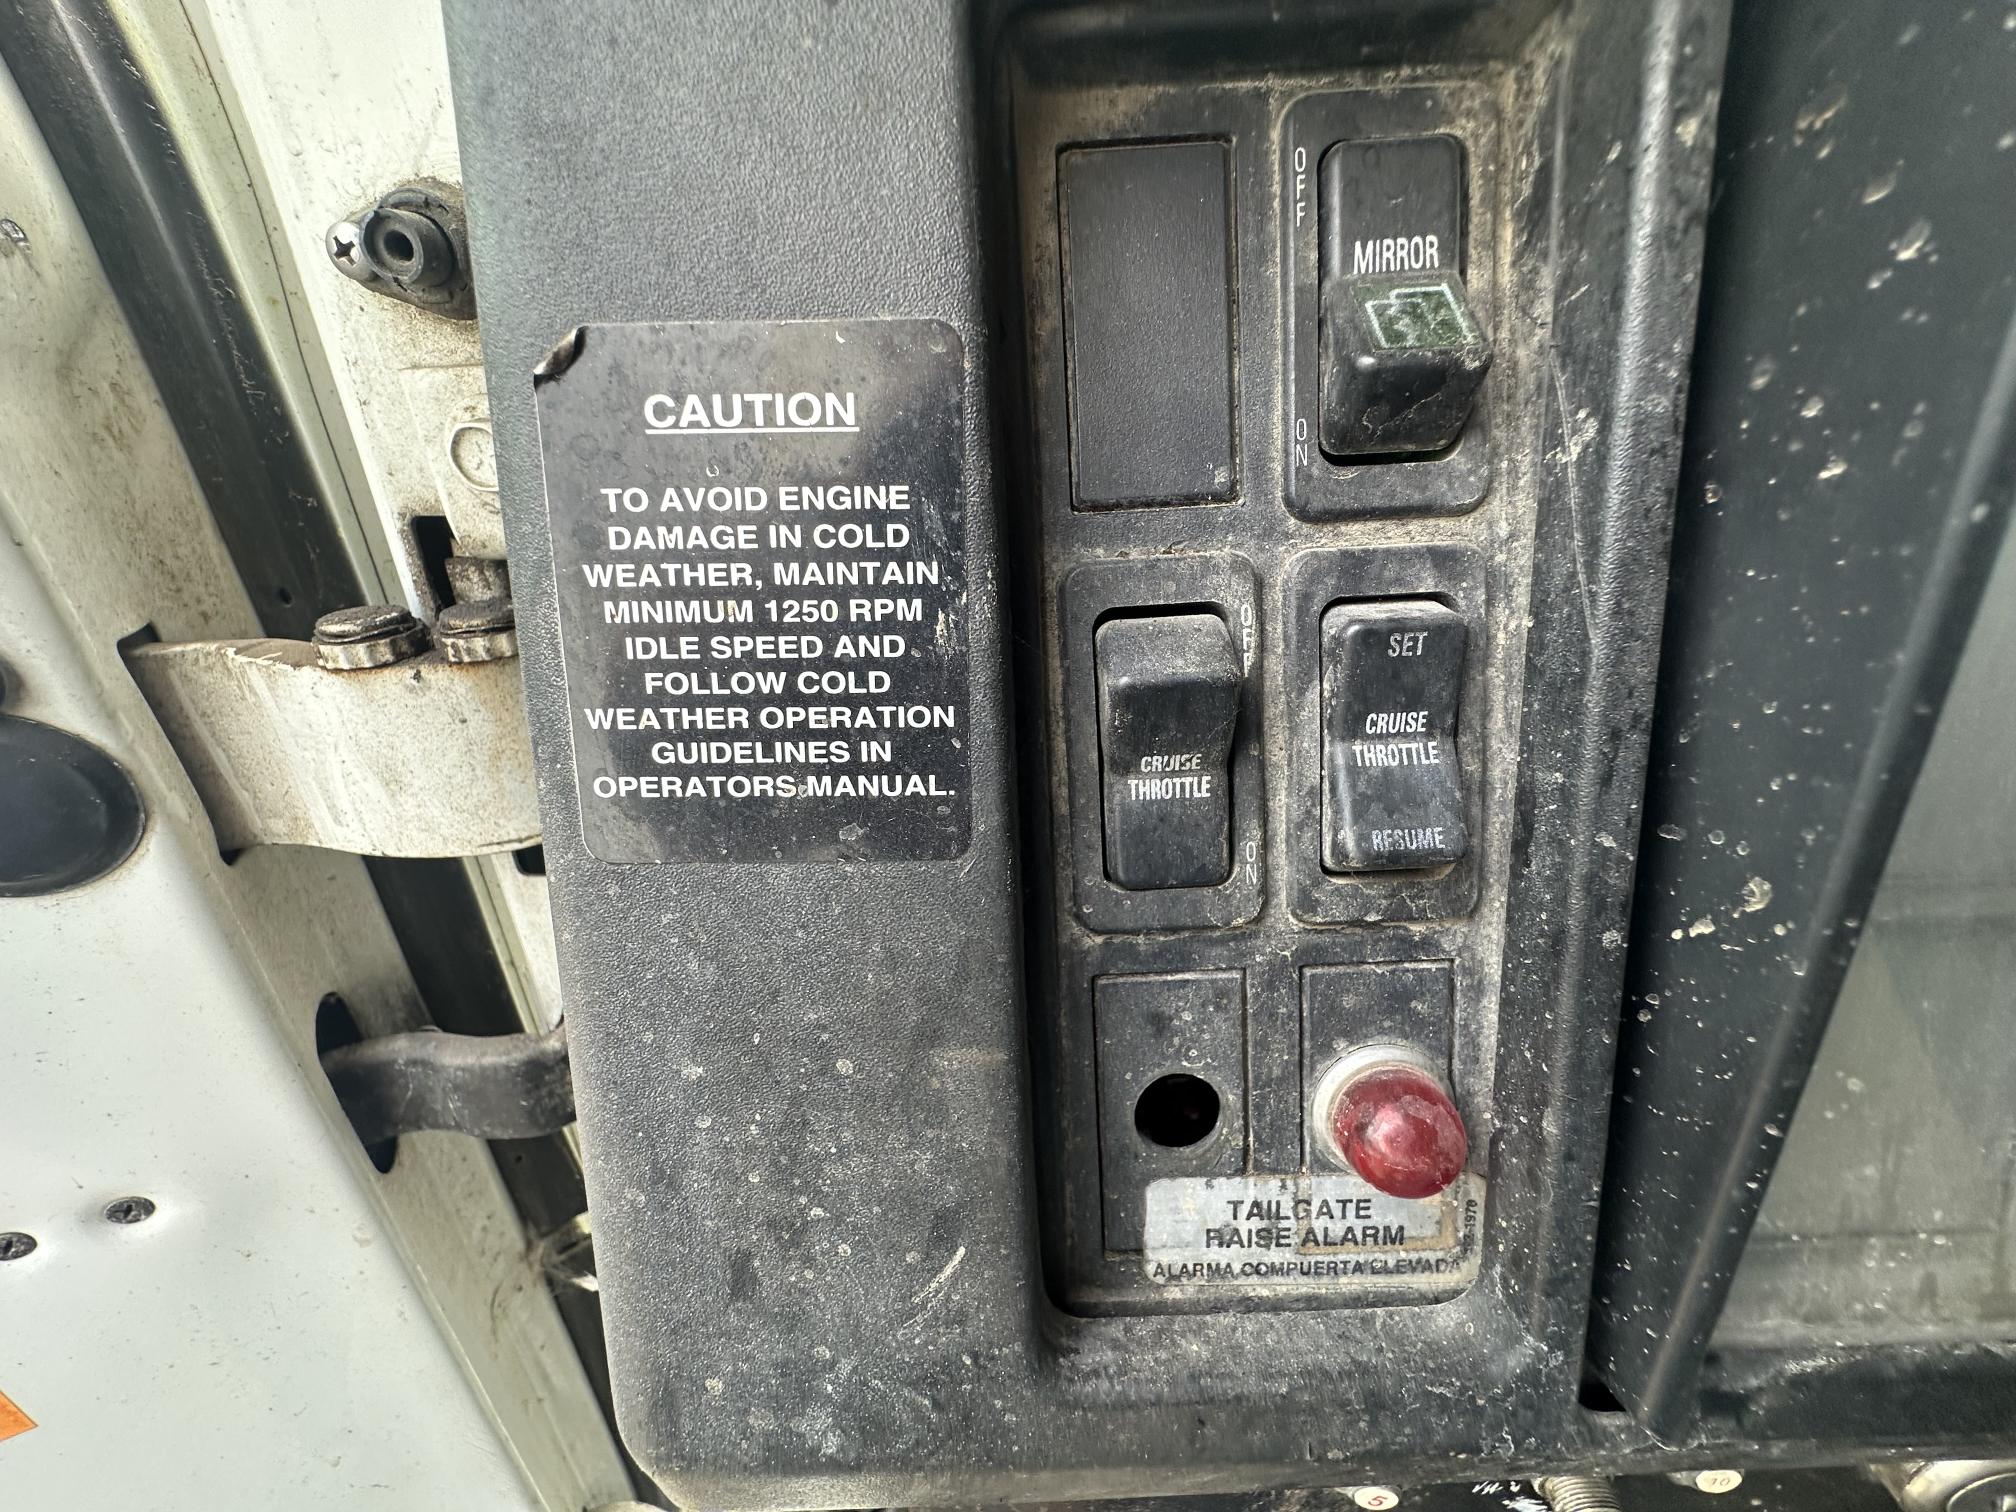 CAUTION
TO AVOID ENGINE
DAMAGE IN COLD
WEATHER, MAINTAIN
MINIMUM 1250 RPM
IDLE SPEED AND
FOLLOW COLD
WEATHER OPERATION
GUIDELINES IN
OPERATORS MANUAL.
OFF
MIRROR
ON
OFF
CRUISE
THROTTLE
ON
SET
CRUISE
THROTTLE
RESUME
TAILGATE
RAISE ALARM
ALARMA COMPUERTA ELEVADA
5
10